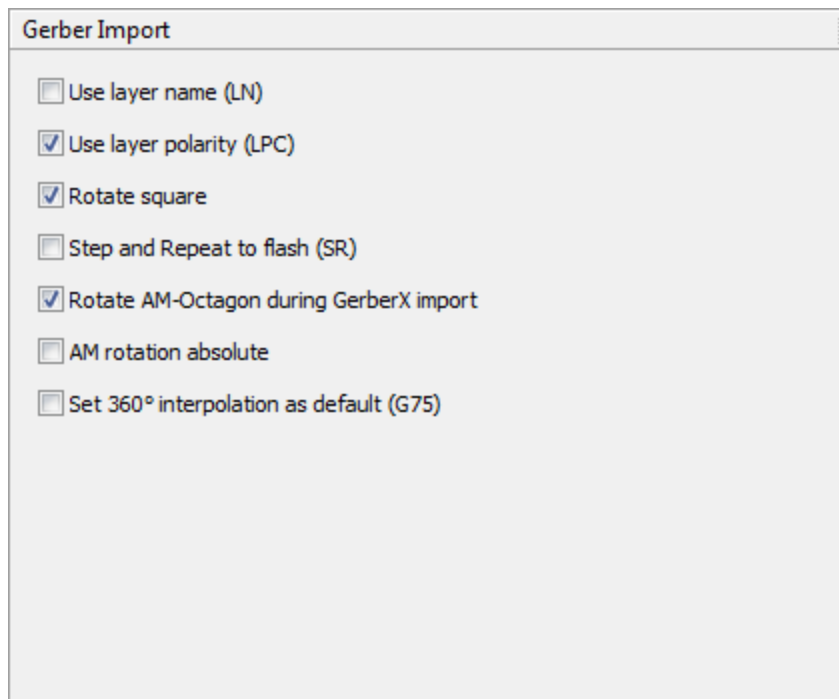 Gerber Import
Use layer name (LN)
Use layer polarity (LPC)
Rotate square
Step and Repeat to flash (SR)
Rotate AM-Octagon during GerberX import
AM rotation absolute
Set 360° interpolation as default (G75)